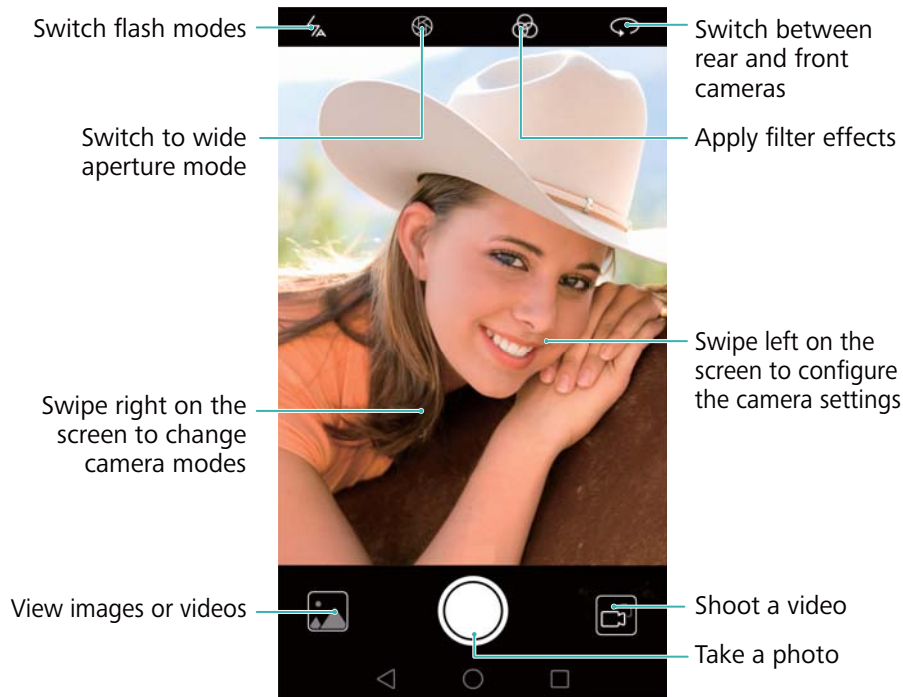 Switch flash modes
Switch between
rear and front
cameras
Switch to wide
aperture mode
Apply filter effects
Swipe left on the
screen to configure
the camera settings
Swipe right on the
screen to change
camera modes
View images or videos
Shoot a video
Take a photo